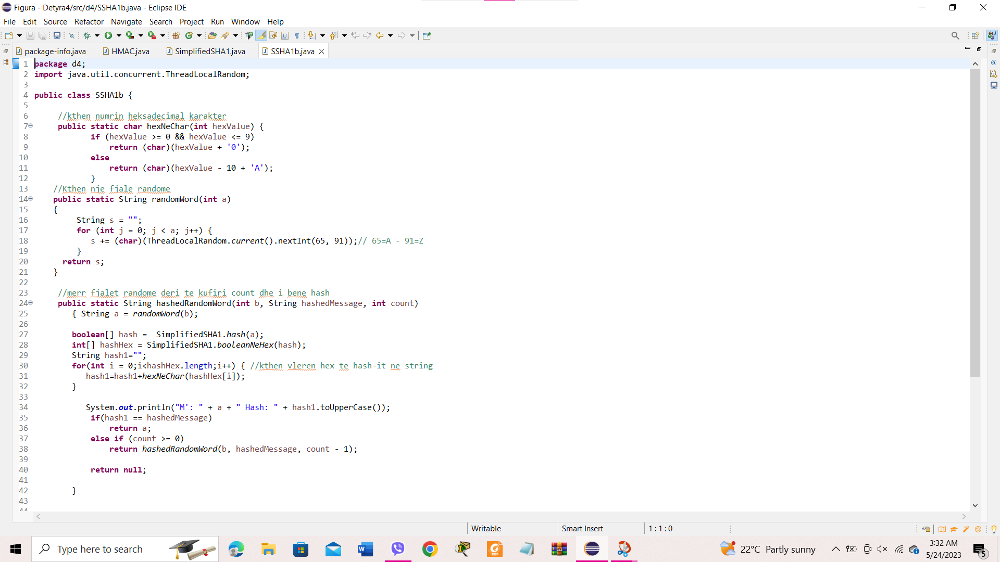 Figura - Detyra4/src/d4/SSHA1b.java - Eclipse IDE
File Edit Source Refactor Navigate Search Project Run Window Help
package-info.java HMAC.java SimplifiedSHA1.java SSHA1b.java
1 package d4;
2 import java.util.concurrent.ThreadLocalRandom;
3
4 public class SSHA1b {
5
6 //kthen numrin heksadecimal karakter
7 public static char hexNeChar(int hexValue) {
8 if (hexValue >= 0 && hexValue <= 9)
9 return (char)(hexValue + '0');
10 else
11 return (char)(hexValue - 10 + 'A');
12 }
13 //Kthen nje fjale randome
14 public static String randomWord(int a)
15 {
16 String s = "";
17 for (int j = 0; j < a; j++) {
18 s += (char)(ThreadLocalRandom.current().nextInt(65, 91));// 65=A - 91=Z
19 }
20 return s;
21 }
22
23 //merr fjalet randome deri te kufiri count dhe i bene hash
24 public static String hashedRandomWord(int b, String hashedMessage, int count)
25 { String a = randomWord(b);
26
27 boolean[] hash = SimplifiedSHA1.hash(a);
28 int[] hashHex = SimplifiedSHA1.booleanNeHex(hash);
29 String hash1="";
30 for(int i = 0;i<hashHex.length;i++) { //kthen vleren hex te hash-it ne string
31 hash1=hash1+hexNeChar(hashHex[i]);
32 }
33
34 System.out.println("M': " + a + " Hash: " + hash1.toUpperCase());
35 if(hash1 == hashedMessage)
36 return a;
37 else if (count >= 0)
38 return hashedRandomWord(b, hashedMessage, count - 1);
39
40 return null;
41
42 }
43
44
Writable Smart Insert 1 : 1 : 0
Type here to search 22°C Partly sunny 3:32 AM
5/24/2023 5